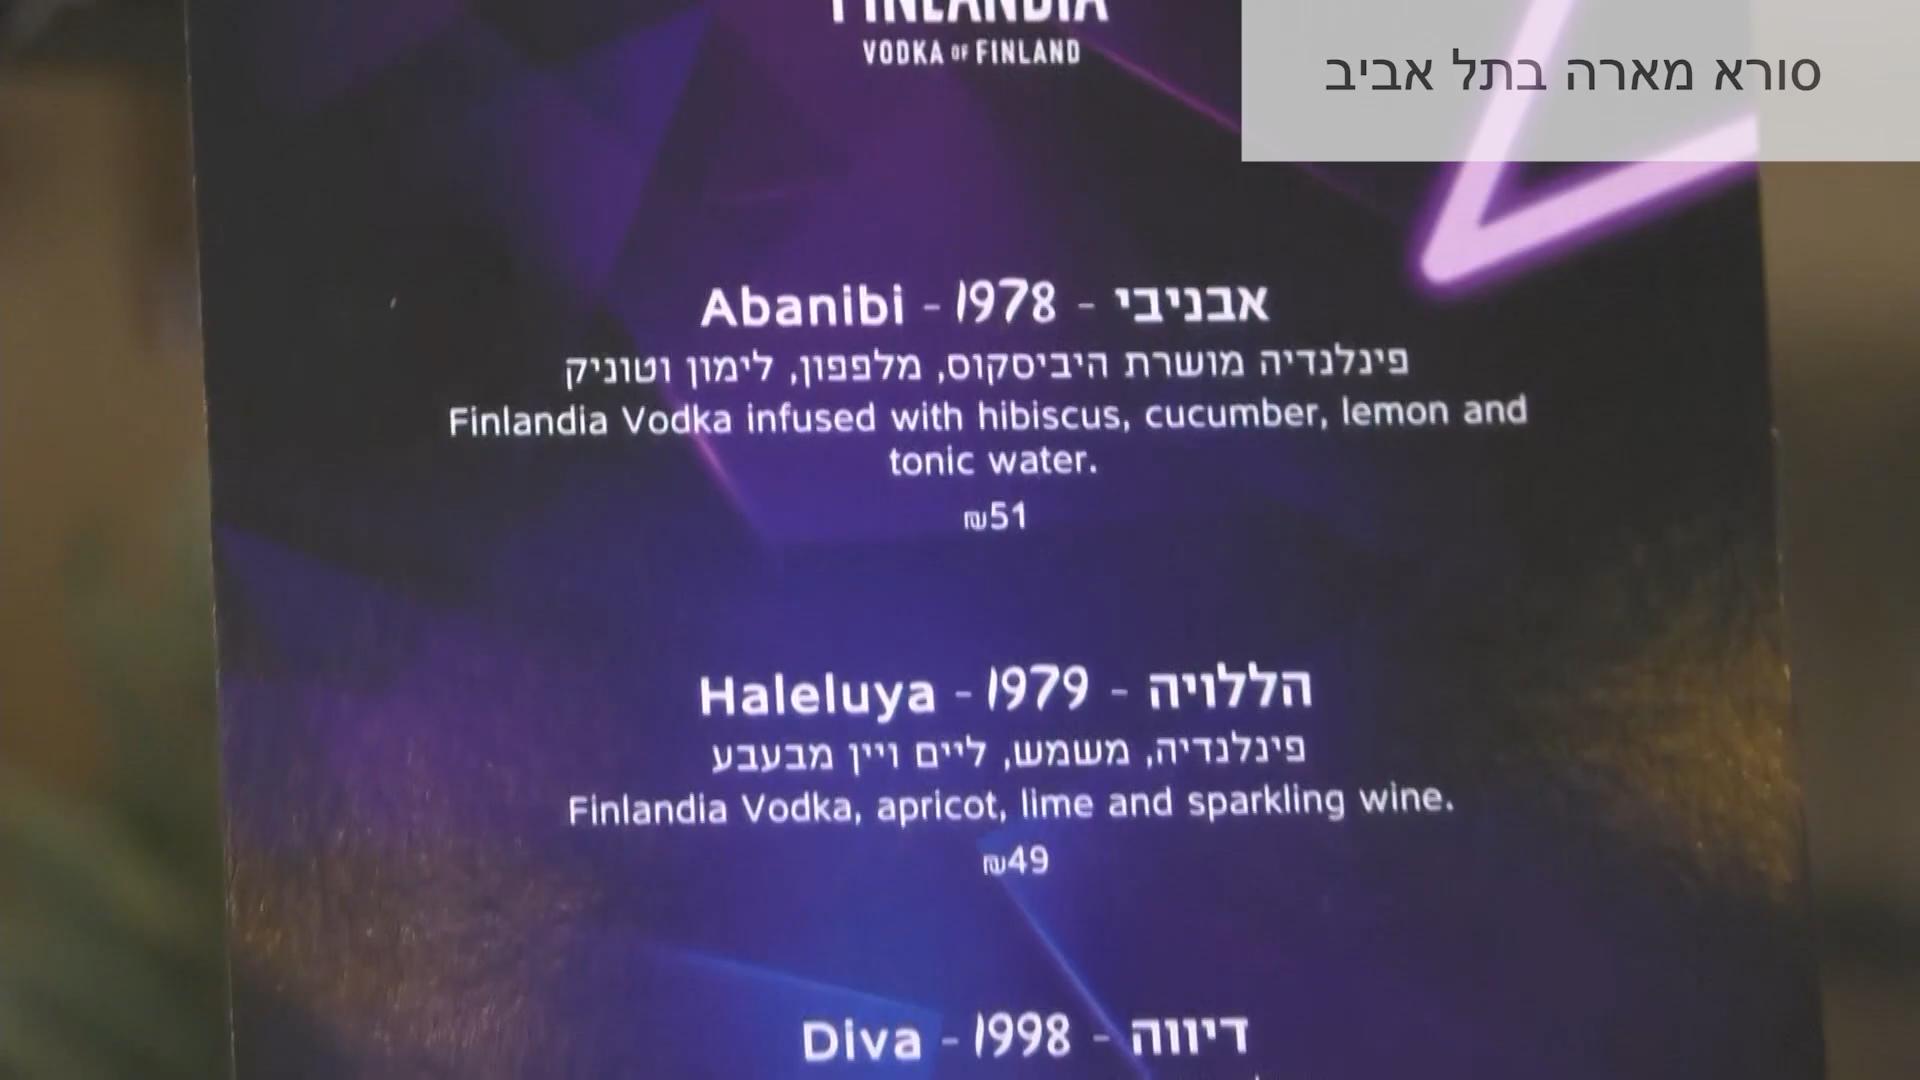 FINLANDIA
VODKA OF FINLAND
סורא מארה בתל אביב
Abanibi - 1978 - אבניבי
פינלנדיה מושרת היביסקוס, מלפפון, לימון וטוניק
Finlandia Vodka infused with hibiscus, cucumber, lemon and
tonic water.
₪51
Haleluya - 1979 - הללויה
פינלנדיה, משמש, ליים ויין מבעבע
Finlandia Vodka, apricot, lime and sparkling wine.
₪49
Diva - 1998 - דיווה